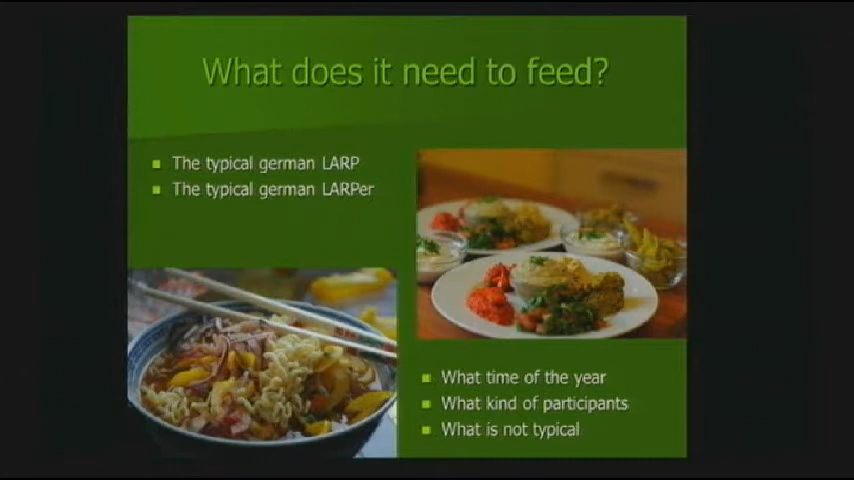 What does it need to feed?
The typical german LARP
The typical german LARPer
What time of the year
What kind of participants
What is not typical